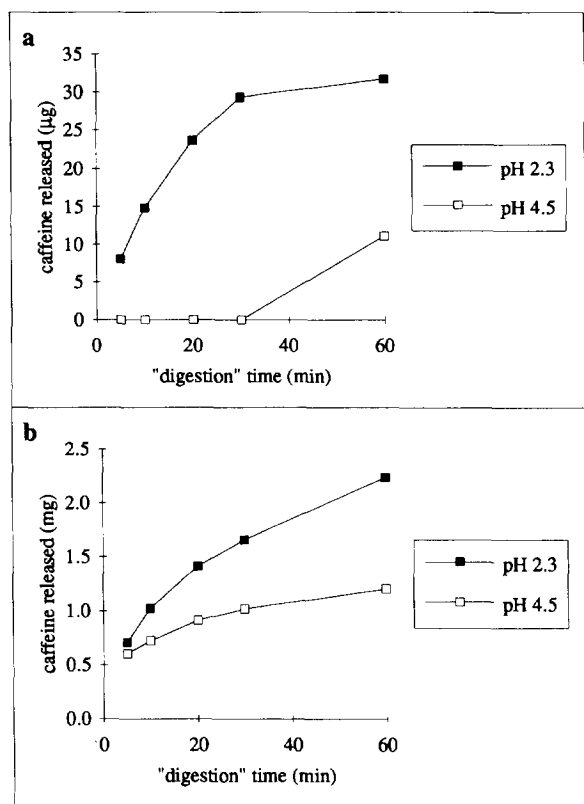 a
35
30
25
20
15
10
5
0
caffeine released (µg)
0 20 40 60
"digestion" time (min)
pH 2.3
pH 4.5
b
2.5
2.0
1.5
1.0
0.5
0.0
caffeine released (mg)
0 20 40 60
"digestion" time (min)
pH 2.3
pH 4.5